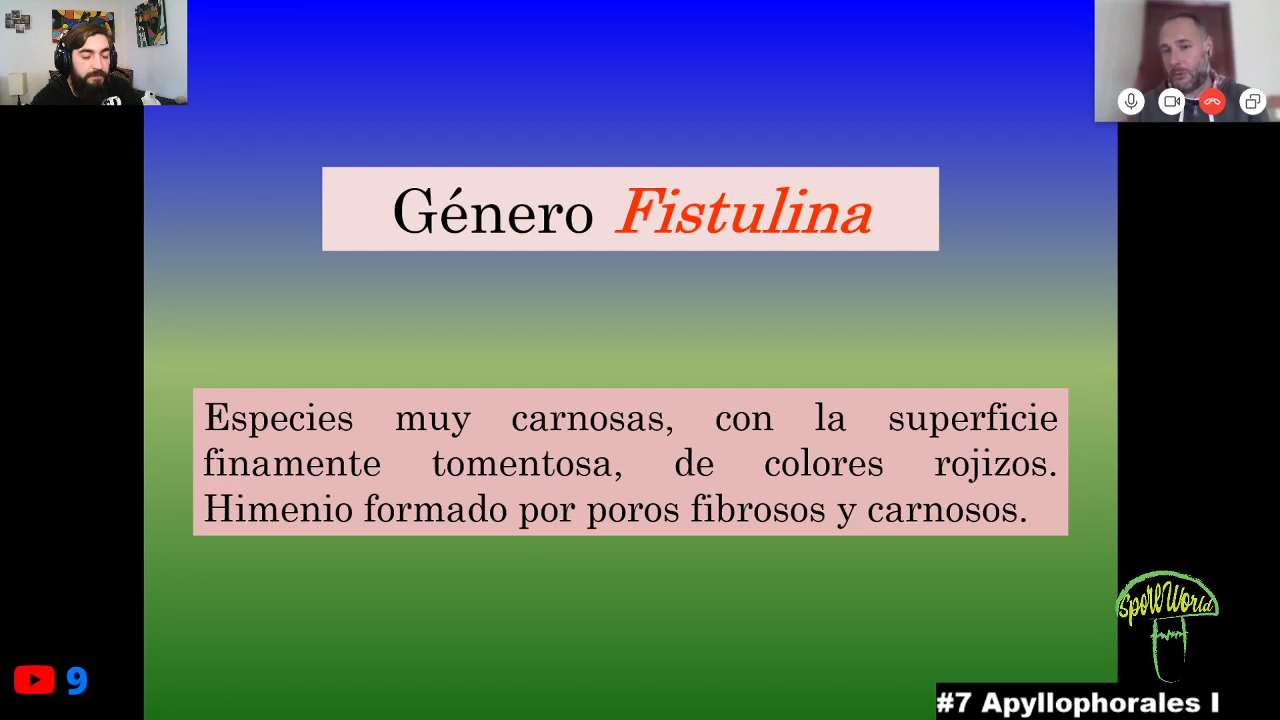 Género Fistulina
Especies muy carnosas, con la superficie
finamente tomentosa, de colores rojizos.
Himenio formado por poros fibrosos y carnosos.
SporeWorld
9
#7 Apyllophorales I